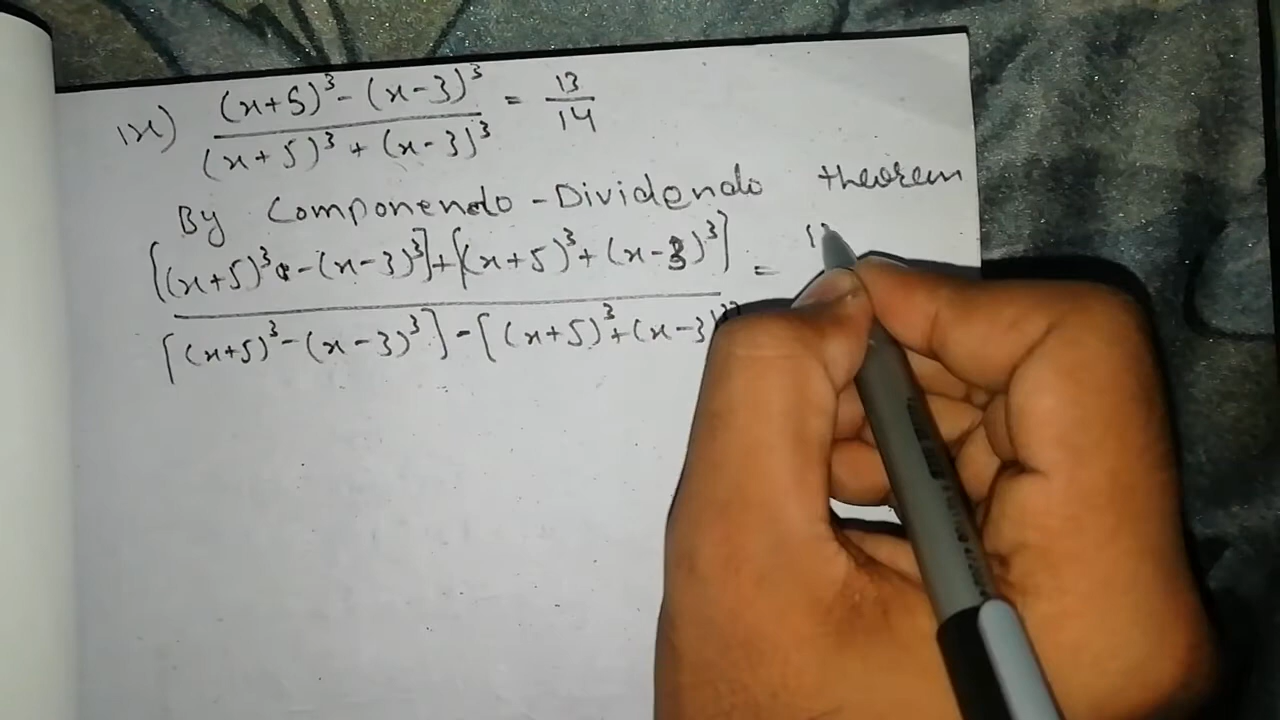 ix) (x+5)³ - (x-3)³ / (x+5)³ + (x-3)³ = 13/14
By Componendo - Dividendo theorem
[(x+5)³ - (x-3)³] + [(x+5)³ + (x-3)³] / [(x+5)³ - (x-3)³] - [(x+5)³ + (x-3) =